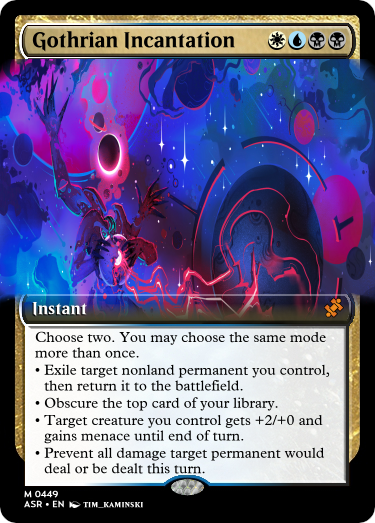 Gothrian Incantation
Instant
Choose two. You may choose the same mode
more than once.
• Exile target nonland permanent you control,
then return it to the battlefield.
• Obscure the top card of your library.
• Target creature you control gets +2/+0 and
gains menace until end of turn.
• Prevent all damage target permanent would
deal or be dealt this turn.
M 0449
ASR • EN TIM_KAMINSKI